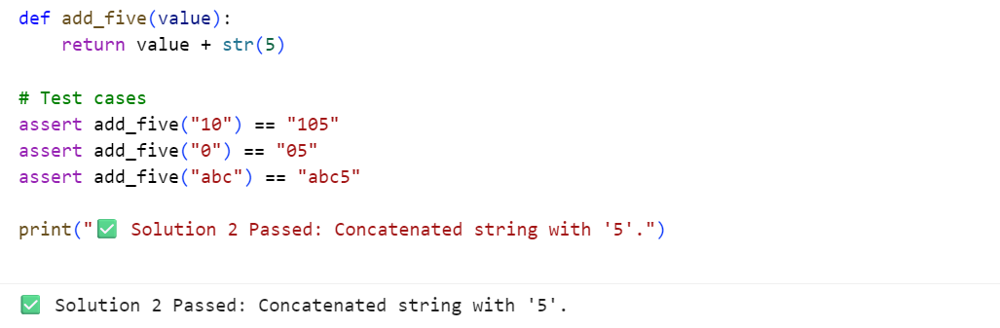 def add_five(value):
    return value + str(5)

# Test cases
assert add_five("10") == "105"
assert add_five("0") == "05"
assert add_five("abc") == "abc5"

print("✅ Solution 2 Passed: Concatenated string with '5'.")

✅ Solution 2 Passed: Concatenated string with '5'.